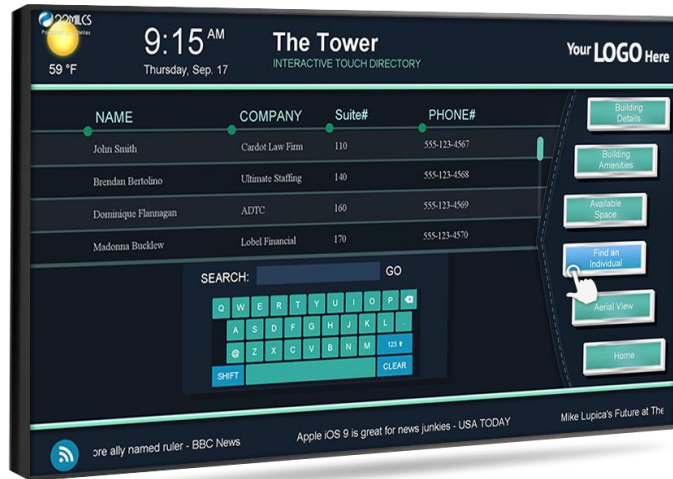 22MILES
59 °F
9:15 AM
Thursday, Sep. 17
The Tower
INTERACTIVE TOUCH DIRECTORY
Your LOGO Here
NAME COMPANY Suite# PHONE#
John Smith Cardot Law Firm 110 555-123-4567
Brendan Bertolino Ultimate Staffing 140 555-123-4568
Dominique Flannagan ADTC 160 555-123-4569
Madonna Bucklew Lobel Financial 170 555-123-4570
Building
Details
Building
Amenities
Available
Space
Find an
Individual
Aerial View
Home
SEARCH: GO
Q W E R T Y U I O P
A S D F G H J K L .
@ Z X C V B N M 123
SHIFT CLEAR
ore ally named ruler - BBC News Apple iOS 9 is great for news junkies - USA TODAY Mike Lupica's Future at The